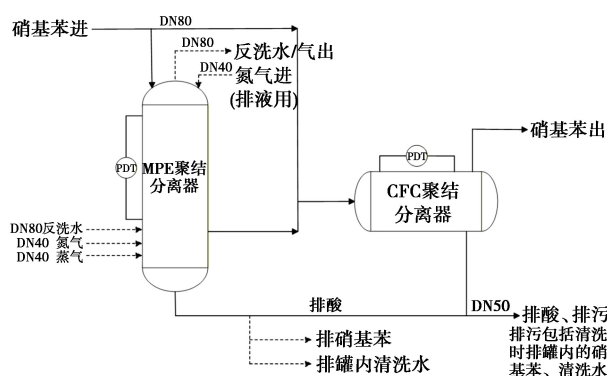 硝基苯进
DN80
DN80
反洗水/气出
DN40
氮气进
(排液用)
硝基苯出
PDT
MPE聚结
分离器
PDT
CFC聚结
分离器
DN80反洗水
DN40 氮气
DN40 蒸气
排酸
DN50
排酸、排污
排污包括清洗
时排罐内的硝
基苯、清洗水
排硝基苯
排罐内清洗水